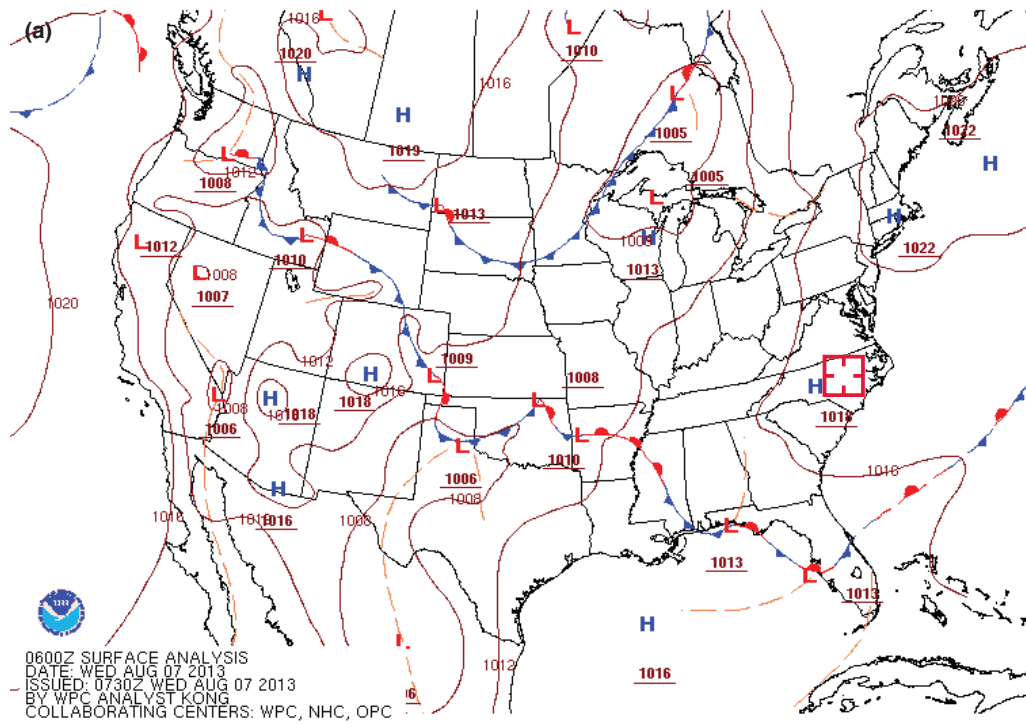 (a)
1016
L
L
1010
1020
H
1016
H
L
1005
1008
1022
H
1019
L
1012
1008
1005
L
L
1013
H
1008
H
1022
L
1012
L
1010
1013
L
1008
1007
1020
1012
1009
L
1008
H
1018
1016
H
1018
H
1018
L
1008
1006
L
L
1010
L
1006
1008
1016
H
1016
1016
1008
L
1013
L
1013
H
1016
1012
L
0600Z SURFACE ANALYSIS
DATE: WED AUG 07 2013
ISSUED: 0730Z WED AUG 07 2013
BY WPC ANALYST KONG
COLLABORATING CENTERS: WPC, NHC, OPC